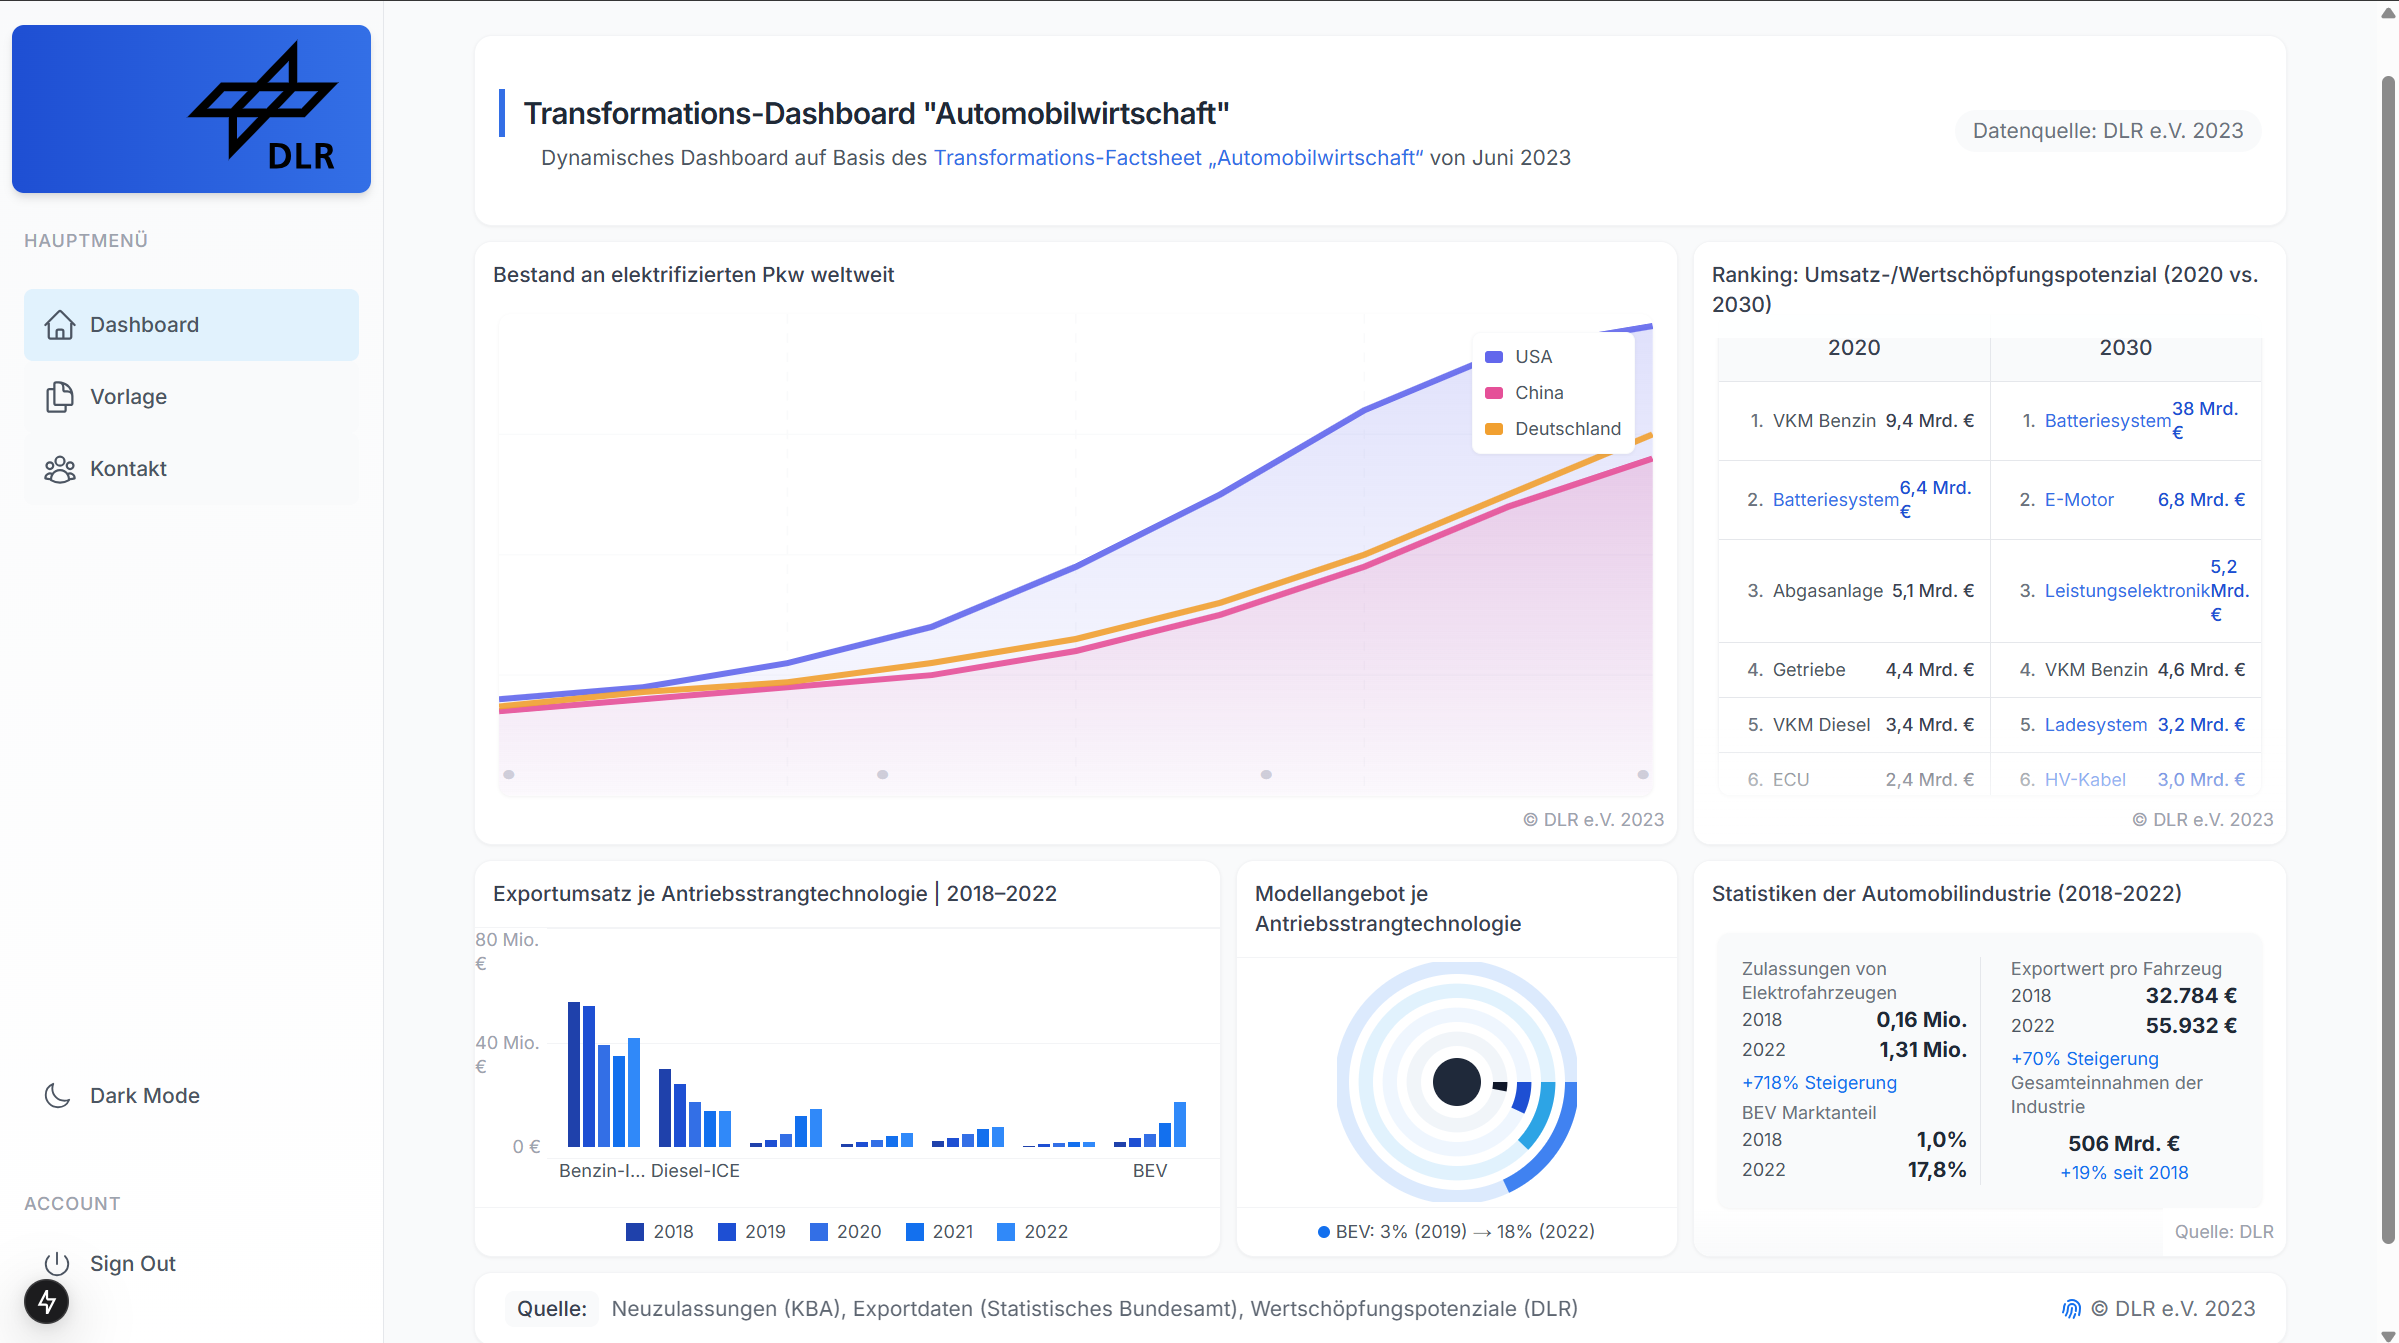 DLR
HAUPTMENÜ
Dashboard
Vorlage
Kontakt
Dark Mode
ACCOUNT
Sign Out
Transformations-Dashboard "Automobilwirtschaft"
Dynamisches Dashboard auf Basis des Transformations-Factsheet „Automobilwirtschaft“ von Juni 2023
Datenquelle: DLR e.V. 2023
Bestand an elektrifizierten Pkw weltweit
USA
China
Deutschland
© DLR e.V. 2023
Ranking: Umsatz-/Wertschöpfungspotenzial (2020 vs.
2030)
2020 2030
1. VKM Benzin 9,4 Mrd. €
1. Batteriesystem 38 Mrd.
€
2. Batteriesystem 6,4 Mrd.
€
2. E-Motor 6,8 Mrd. €
3. Abgasanlage 5,1 Mrd. €
3. Leistungselektronik 5,2
Mrd.
€
4. Getriebe 4,4 Mrd. €
4. VKM Benzin 4,6 Mrd. €
5. VKM Diesel 3,4 Mrd. €
5. Ladesystem 3,2 Mrd. €
6. ECU 2,4 Mrd. €
6. HV-Kabel 3,0 Mrd. €
© DLR e.V. 2023
Exportumsatz je Antriebsstrangtechnologie | 2018–2022
80 Mio.
€
40 Mio.
€
0 €
Benzin-I... Diesel-ICE BEV
2018 2019 2020 2021 2022
Modellangebot je
Antriebsstrangtechnologie
BEV: 3% (2019) → 18% (2022)
Statistiken der Automobilindustrie (2018-2022)
Zulassungen von
Elektrofahrzeugen
2018 0,16 Mio.
2022 1,31 Mio.
+718% Steigerung
BEV Marktanteil
2018 1,0%
2022 17,8%
Exportwert pro Fahrzeug
2018 32.784 €
2022 55.932 €
+70% Steigerung
Gesamteinnahmen der
Industrie
506 Mrd. €
+19% seit 2018
Quelle: DLR
Quelle: Neuzulassungen (KBA), Exportdaten (Statistisches Bundesamt), Wertschöpfungspotenziale (DLR)
© DLR e.V. 2023